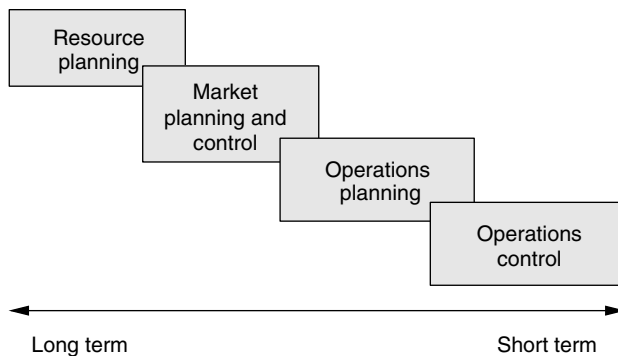 Resource
planning
Market
planning and
control
Operations
planning
Operations
control
Long term
Short term